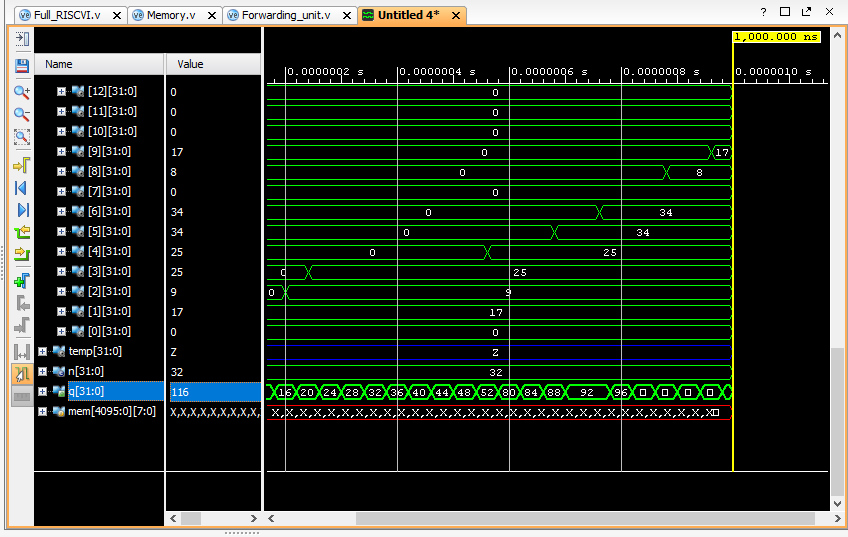 Full_RISCVI.v Memory.v Forwarding_unit.v Untitled 4*
1,000.000 ns
Name Value
0.0000002 s 0.0000004 s 0.0000006 s 0.0000008 s 0.0000010 s
[12][31:0] 0 0
[11][31:0] 0 0
[10][31:0] 0 0
[9][31:0] 17 0 17
[8][31:0] 8 0 8
[7][31:0] 0 0
[6][31:0] 34 0 34
[5][31:0] 34 0 34
[4][31:0] 25 0 25
[3][31:0] 25 0 25
[2][31:0] 9 0 9
[1][31:0] 17 17
[0][31:0] 0 0
temp[31:0] Z Z
n[31:0] 32 32
q[31:0] 116 16 20 24 28 32 36 40 44 48 52 80 84 88 92 96
mem[4095:0][7:0] X,X,X,X,X,X,X,X,X, X,X,X,X,X,X,X,X,X,X,X,X,X,X,X,X,X,X,X,X,X,X,X,X,X,X,X,X